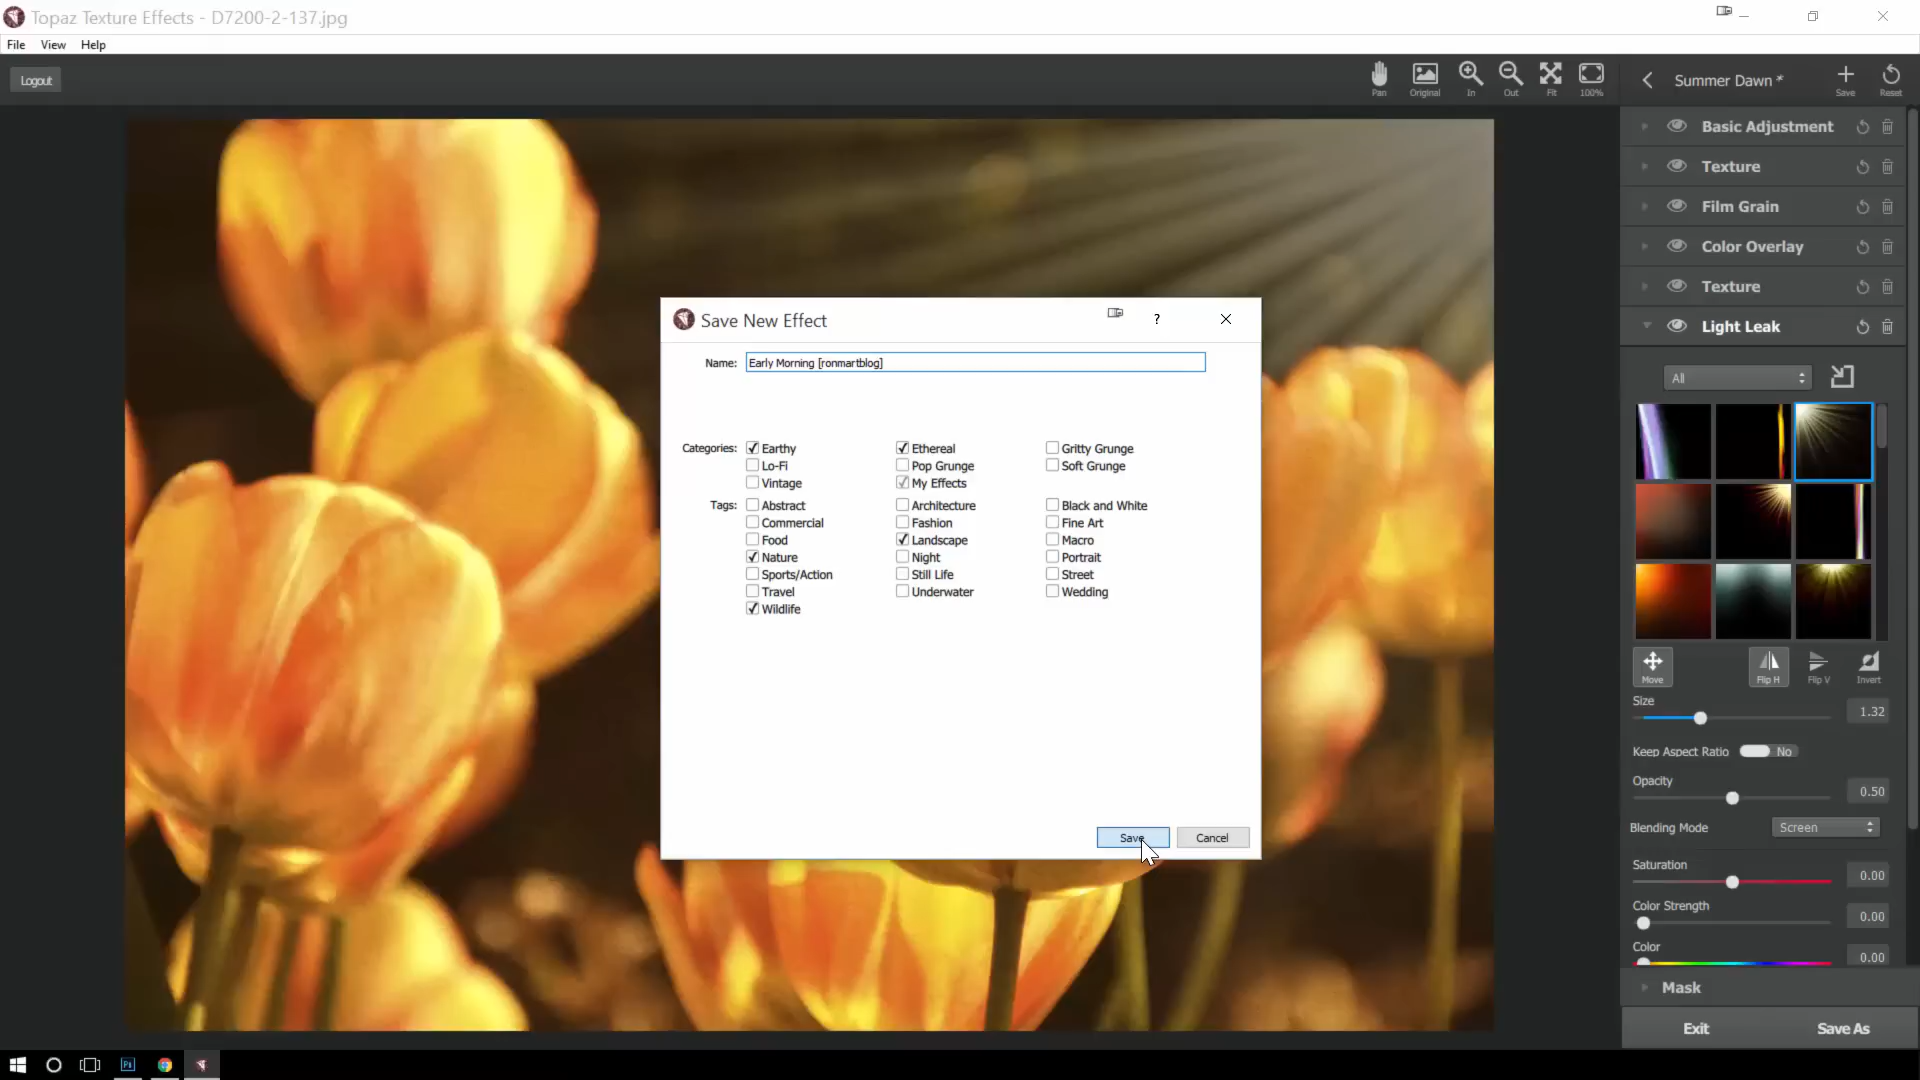 Topaz Texture Effects - D7200-2-137.jpg
File View Help
Logout
Pan Original In Out Fit 100%
Summer Dawn *
Save Reset
Basic Adjustment
Texture
Film Grain
Color Overlay
Texture
Light Leak
All
Move Flip H Flip V Invert
Size
1.32
Keep Aspect Ratio No
Opacity
0.50
Blending Mode Screen
Saturation
0.00
Color Strength
0.00
Color
0.00
Mask
Exit Save As
Save New Effect
?
Name: Early Morning [ronmartblog]
Categories: Earthy Ethereal Gritty Grunge
Lo-Fi Pop Grunge Soft Grunge
Vintage My Effects
Tags: Abstract Architecture Black and White
Commercial Fashion Fine Art
Food Landscape Macro
Nature Night Portrait
Sports/Action Still Life Street
Travel Underwater Wedding
Wildlife
Save Cancel